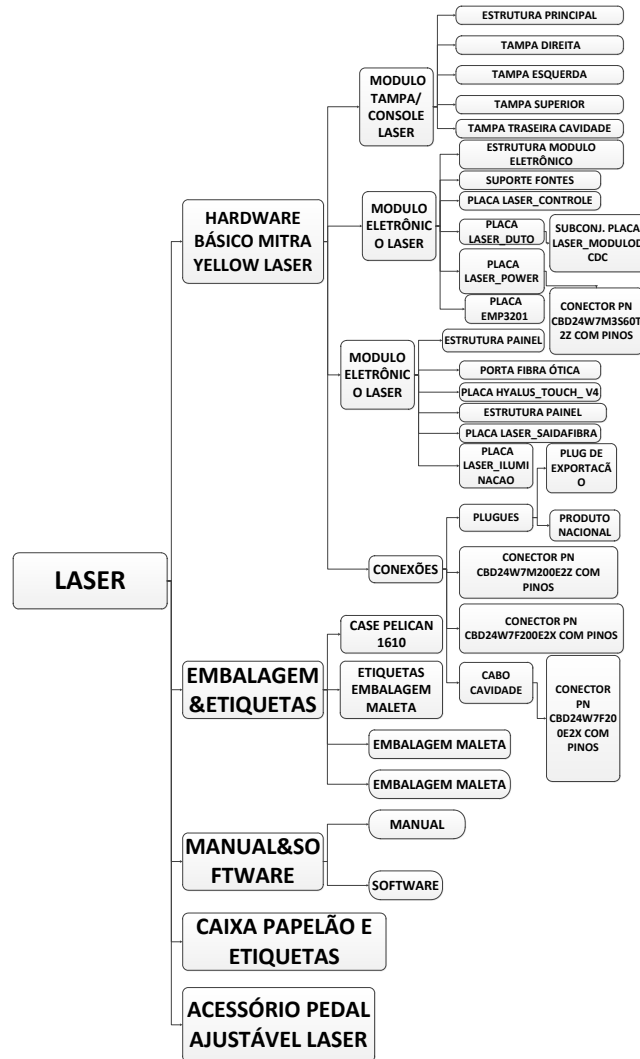 ESTRUTURA PRINCIPAL
TAMPA DIREITA
TAMPA ESQUERDA
TAMPA SUPERIOR
TAMPA TRASEIRA CAVIDADE
MODULO
TAMPA/
CONSOLE
LASER
ESTRUTURA MODULO
ELETRÔNICO
SUPORTE FONTES
PLACA LASER_CONTROLE
PLACA
LASER_DUTO
SUBCONJ. PLACA
LASER_MODULOD
CDC
PLACA
LASER_POWER
PLACA
EMP3201
CONECTOR PN
CBD24W7M3S60T
2Z COM PINOS
MODULO
ELETRÔNIC
O LASER
HARDWARE
BÁSICO MITRA
YELLOW LASER
ESTRUTURA PAINEL
PORTA FIBRA ÓTICA
PLACA HYALUS_TOUCH_ V4
ESTRUTURA PAINEL
PLACA LASER_SAIDAFIBRA
PLACA
LASER_ILUMI
NACAO
MODULO
ELETRÔNIC
O LASER
PLUG DE
EXPORTACÃ
O
PLUGUES
PRODUTO
NACIONAL
CONEXÕES
CONECTOR PN
CBD24W7M200E2Z COM
PINOS
CONECTOR PN
CBD24W7F200E2X COM PINOS
CABO
CAVIDADE
CONECTOR
PN
CBD24W7F20
0E2X COM
PINOS
LASER
CASE PELICAN
1610
ETIQUETAS
EMBALAGEM
MALETA
EMBALAGEM MALETA
EMBALAGEM MALETA
EMBALAGEM
&ETIQUETAS
MANUAL&SO
FTWARE
MANUAL
SOFTWARE
CAIXA PAPELÃO E
ETIQUETAS
ACESSÓRIO PEDAL
AJUSTÁVEL LASER